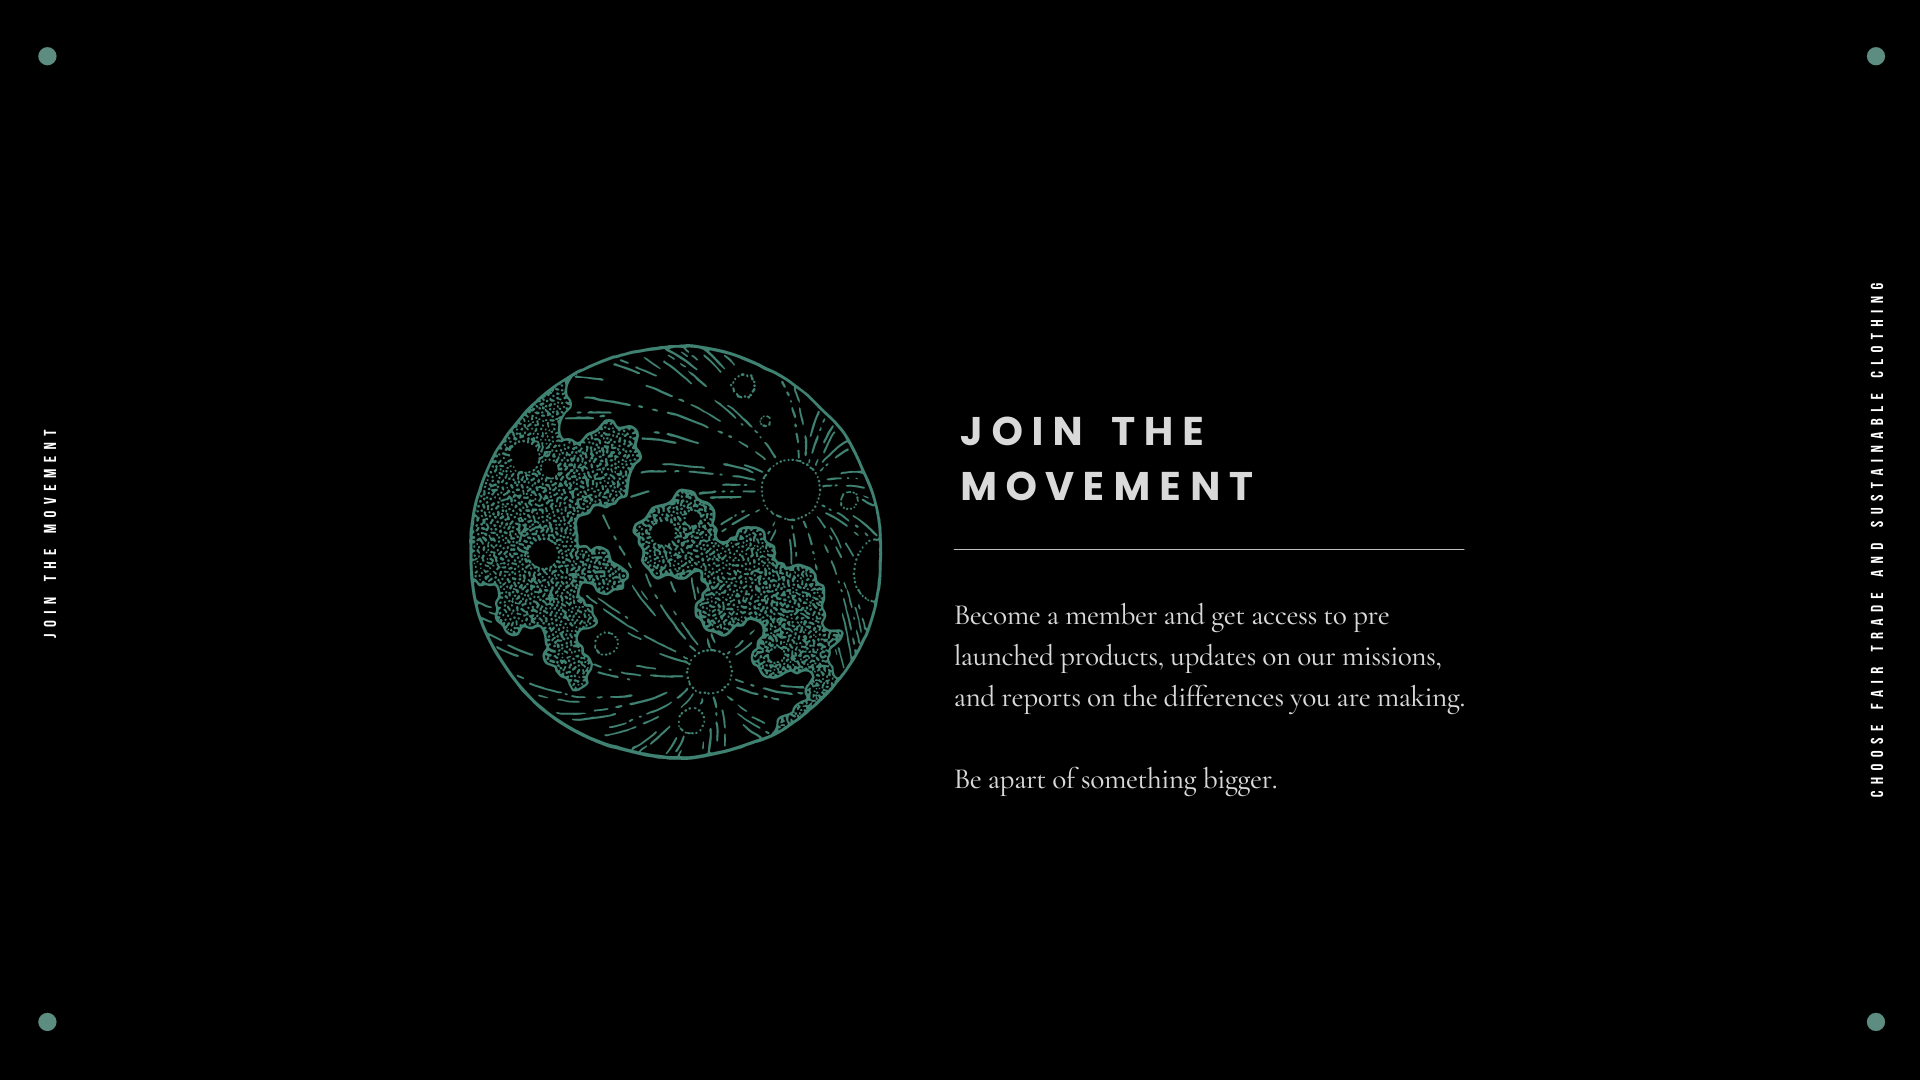 JOIN THE MOVEMENT
JOIN THE
MOVEMENT
Become a member and get access to pre
launched products, updates on our missions,
and reports on the differences you are making.
Be apart of something bigger.
CHOOSE FAIR TRADE AND SUSTAINABLE CLOTHING